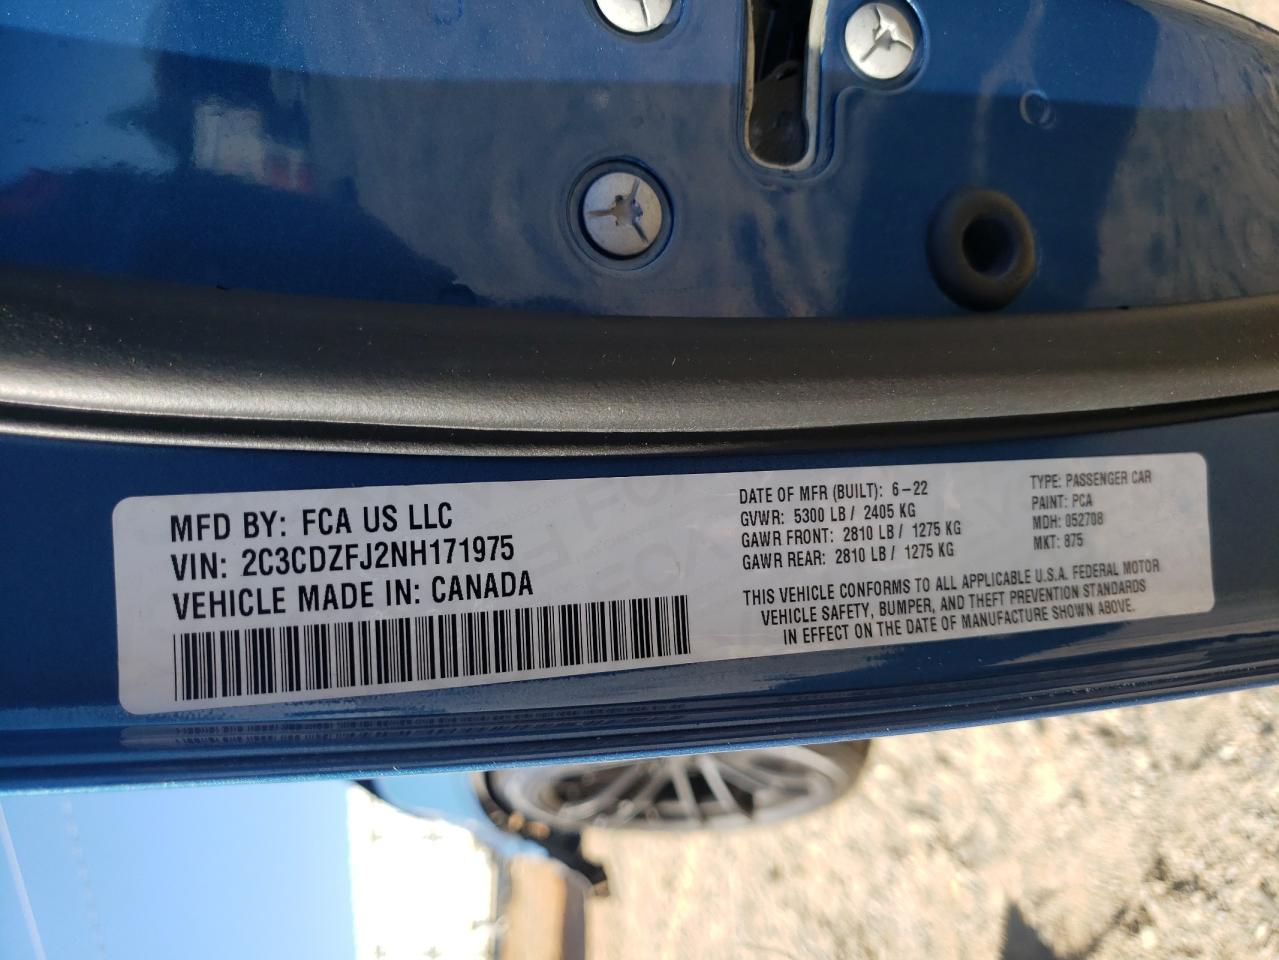 MFD BY: FCA US LLC
VIN: 2C3CDZFJ2NH171975
VEHICLE MADE IN: CANADA
DATE OF MFR (BUILT): 6-22
GVWR: 5300 LB / 2405 KG
GAWR FRONT: 2810 LB / 1275 KG
GAWR REAR: 2810 LB / 1275 KG
TYPE: PASSENGER CAR
PAINT: PCA
MDH: 052708
MKT: 875
THIS VEHICLE CONFORMS TO ALL APPLICABLE U.S.A. FEDERAL MOTOR
VEHICLE SAFETY, BUMPER, AND THEFT PREVENTION STANDARDS
IN EFFECT ON THE DATE OF MANUFACTURE SHOWN ABOVE.